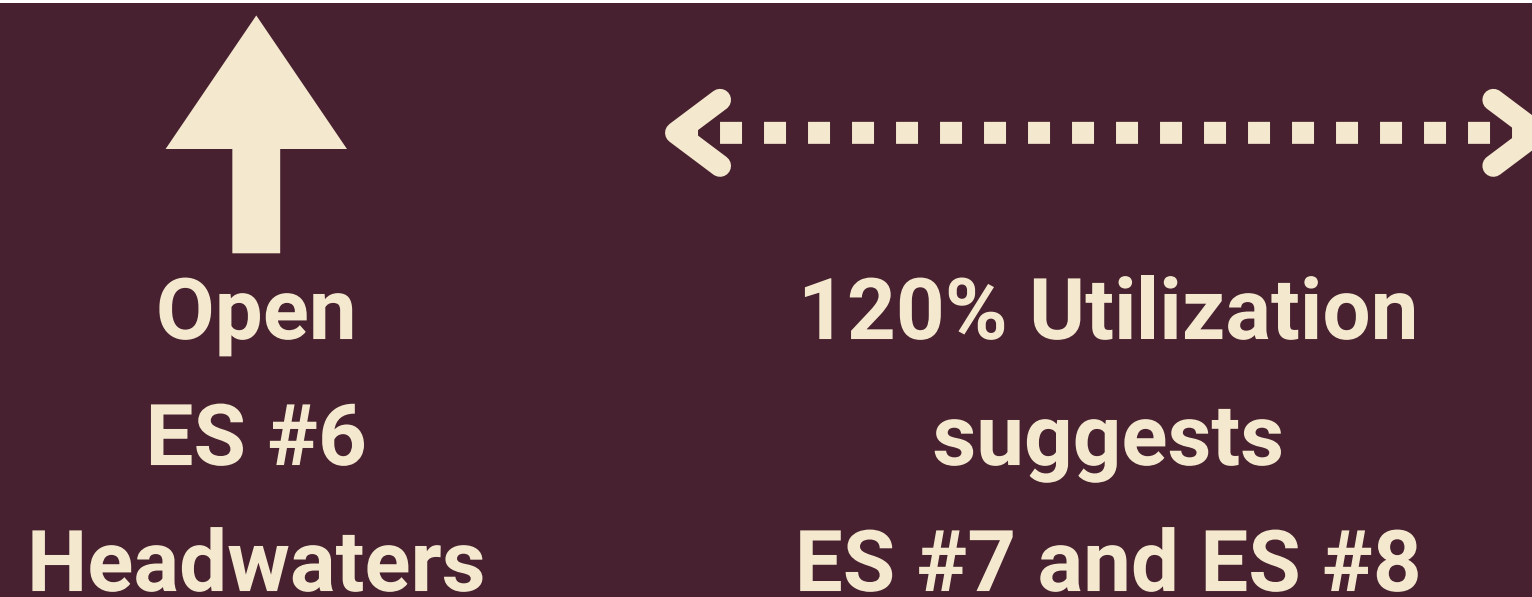 Open
ES #6
Headwaters
120% Utilization
suggests
ES #7 and ES #8